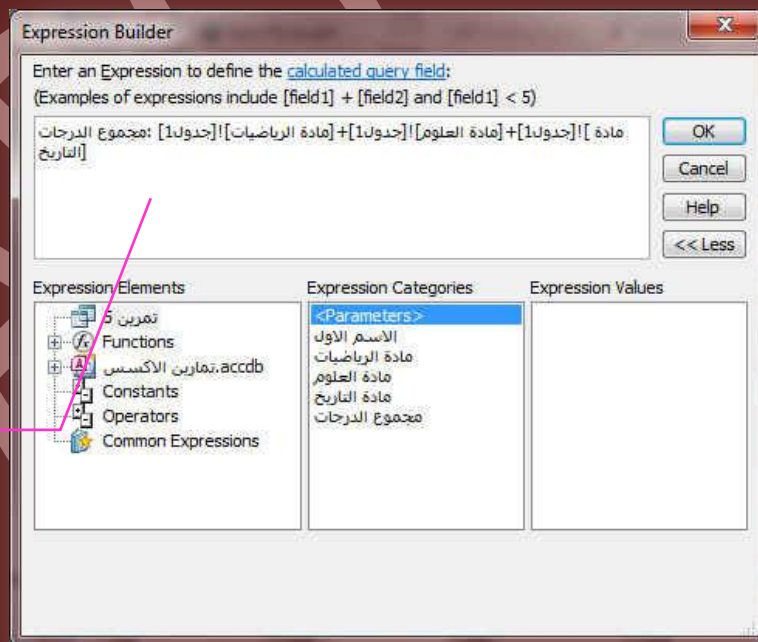 Expression Builder
Enter an Expression to define the calculated query field:
(Examples of expressions include [field1] + [field2] and [field1] < 5)
مجموع الدرجات: [جدول1]![مادة الرياضيات]+[جدول1]![مادة العلوم]+[جدول1]![مادة
التاريخ]
OK
Cancel
Help
<< Less
Expression Elements
تمرين 5
Functions
تمارين الاكسس.accdb
Constants
Operators
Common Expressions
Expression Categories
<Parameters>
الاسم الاول
مادة الرياضيات
مادة العلوم
مادة التاريخ
مجموع الدرجات
Expression Values